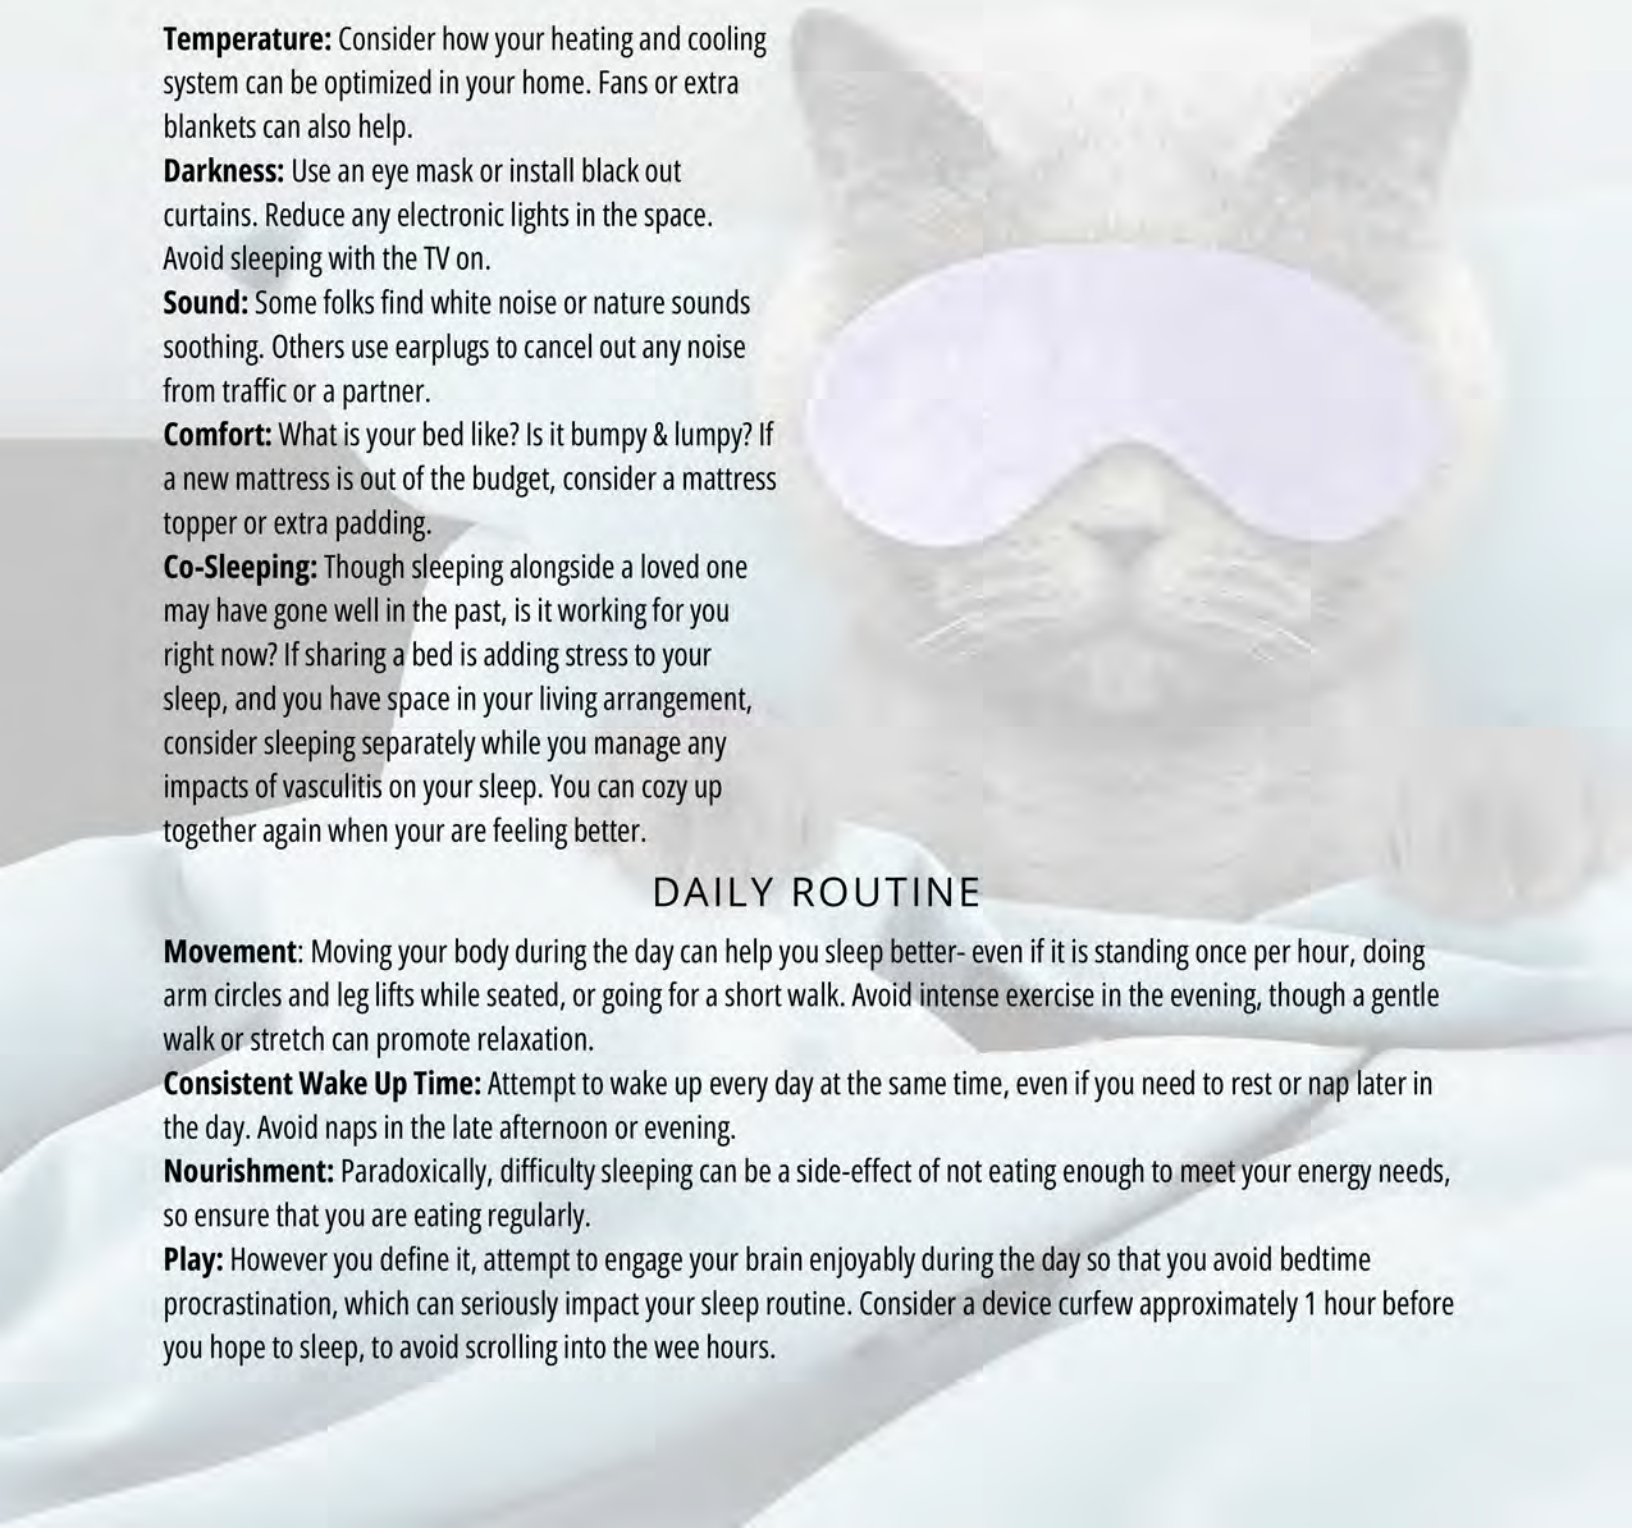 Temperature: Consider how your heating and cooling
system can be optimized in your home. Fans or extra
blankets can also help.
Darkness: Use an eye mask or install black out
curtains. Reduce any electronic lights in the space.
Avoid sleeping with the TV on.
Sound: Some folks find white noise or nature sounds
soothing. Others use earplugs to cancel out any noise
from traffic or a partner.
Comfort: What is your bed like? Is it bumpy & lumpy? If
a new mattress is out of the budget, consider a mattress
topper or extra padding.
Co-Sleeping: Though sleeping alongside a loved one
may have gone well in the past, is it working for you
right now? If sharing a bed is adding stress to your
sleep, and you have space in your living arrangement,
consider sleeping separately while you manage any
impacts of vasculitis on your sleep. You can cozy up
together again when your are feeling better.
DAILY ROUTINE
Movement: Moving your body during the day can help you sleep better- even if it is standing once per hour, doing
arm circles and leg lifts while seated, or going for a short walk. Avoid intense exercise in the evening, though a gentle
walk or stretch can promote relaxation.
Consistent Wake Up Time: Attempt to wake up every day at the same time, even if you need to rest or nap later in
the day. Avoid naps in the late afternoon or evening.
Nourishment: Paradoxically, difficulty sleeping can be a side-effect of not eating enough to meet your energy needs,
so ensure that you are eating regularly.
Play: However you define it, attempt to engage your brain enjoyably during the day so that you avoid bedtime
procrastination, which can seriously impact your sleep routine. Consider a device curfew approximately 1 hour before
you hope to sleep, to avoid scrolling into the wee hours.